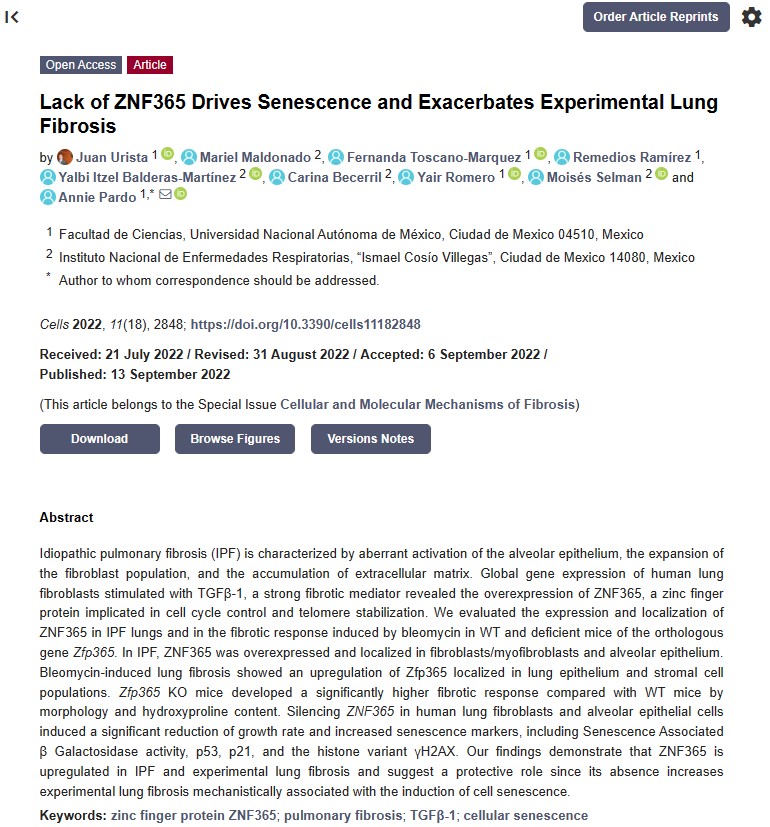 Order Article Reprints
Open Access Article
Lack of ZNF365 Drives Senescence and Exacerbates Experimental Lung
Fibrosis
by Juan Urista 1, Mariel Maldonado 2, Fernanda Toscano-Marquez 1, Remedios Ramírez 1,
Yalbi Itzel Balderas-Martínez 2, Carina Becerril 2, Yair Romero 1, Moisés Selman 2 and
Annie Pardo 1,*
1 Facultad de Ciencias, Universidad Nacional Autónoma de México, Ciudad de Mexico 04510, Mexico
2 Instituto Nacional de Enfermedades Respiratorias, “Ismael Cosío Villegas”, Ciudad de Mexico 14080, Mexico
* Author to whom correspondence should be addressed.
Cells 2022, 11(18), 2848; https://doi.org/10.3390/cells11182848
Received: 21 July 2022 / Revised: 31 August 2022 / Accepted: 6 September 2022 /
Published: 13 September 2022
(This article belongs to the Special Issue Cellular and Molecular Mechanisms of Fibrosis)
Download Browse Figures Versions Notes
Abstract
Idiopathic pulmonary fibrosis (IPF) is characterized by aberrant activation of the alveolar epithelium, the expansion of
the fibroblast population, and the accumulation of extracellular matrix. Global gene expression of human lung
fibroblasts stimulated with TGFβ-1, a strong fibrotic mediator revealed the overexpression of ZNF365, a zinc finger
protein implicated in cell cycle control and telomere stabilization. We evaluated the expression and localization of
ZNF365 in IPF lungs and in the fibrotic response induced by bleomycin in WT and deficient mice of the orthologous
gene Zfp365. In IPF, ZNF365 was overexpressed and localized in fibroblasts/myofibroblasts and alveolar epithelium.
Bleomycin-induced lung fibrosis showed an upregulation of Zfp365 localized in lung epithelium and stromal cell
populations. Zfp365 KO mice developed a significantly higher fibrotic response compared with WT mice by
morphology and hydroxyproline content. Silencing ZNF365 in human lung fibroblasts and alveolar epithelial cells
induced a significant reduction of growth rate and increased senescence markers, including Senescence Associated
β Galactosidase activity, p53, p21, and the histone variant γH2AX. Our findings demonstrate that ZNF365 is
upregulated in IPF and experimental lung fibrosis and suggest a protective role since its absence increases
experimental lung fibrosis mechanistically associated with the induction of cell senescence.
Keywords: zinc finger protein ZNF365; pulmonary fibrosis; TGFβ-1; cellular senescence